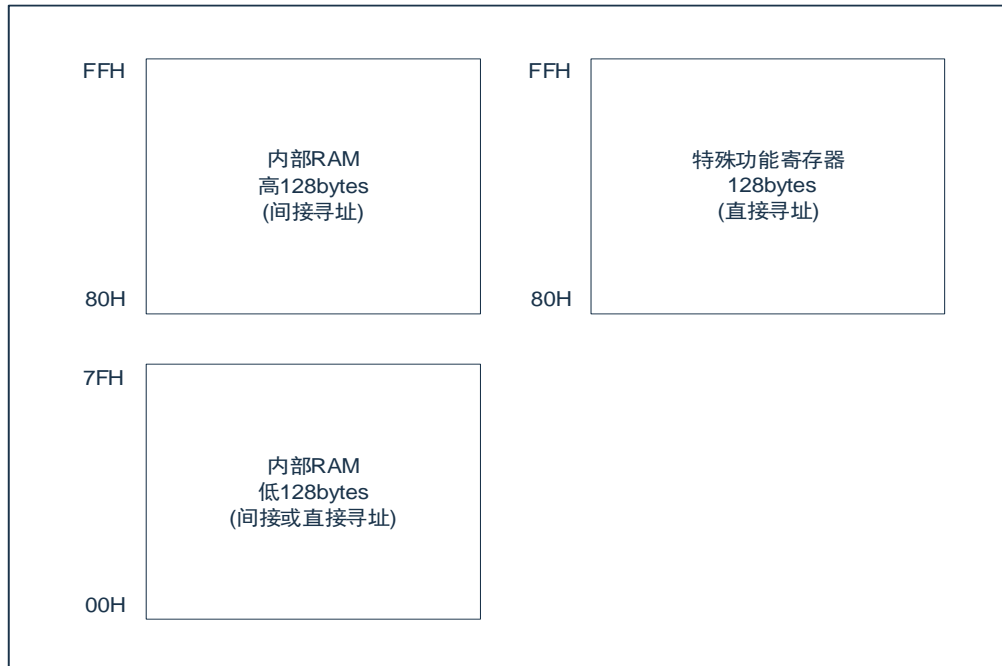 FFH
内部RAM
高128bytes
(间接寻址)
80H
FFH
特殊功能寄存器
128bytes
(直接寻址)
80H
7FH
内部RAM
低128bytes
(间接或直接寻址)
00H